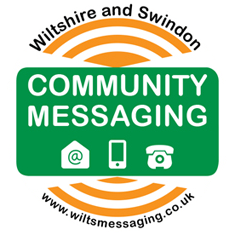 Wiltshire and Swindon
COMMUNITY
MESSAGING
@
www.wiltsmessaging.co.uk